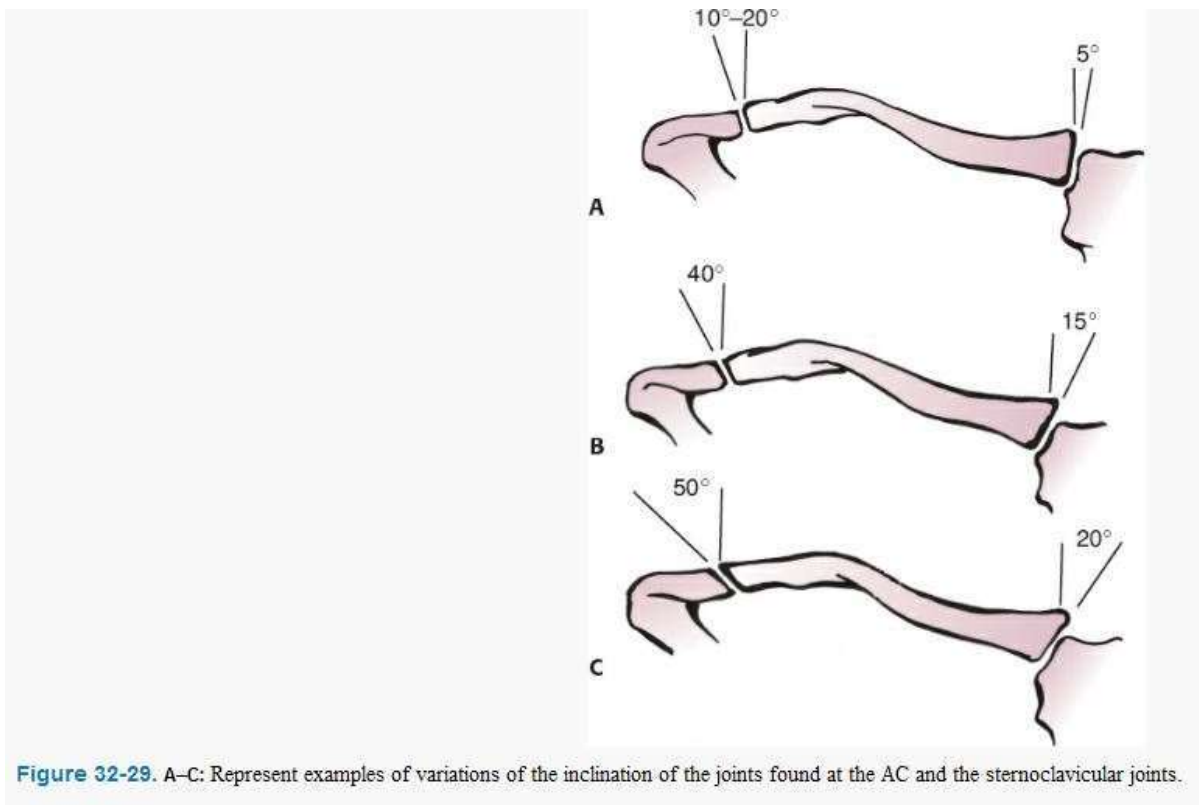 10°–20°
5°
A
40°
15°
B
50°
20°
C
Figure 32-29. A–C: Represent examples of variations of the inclination of the joints found at the AC and the sternoclavicular joints.